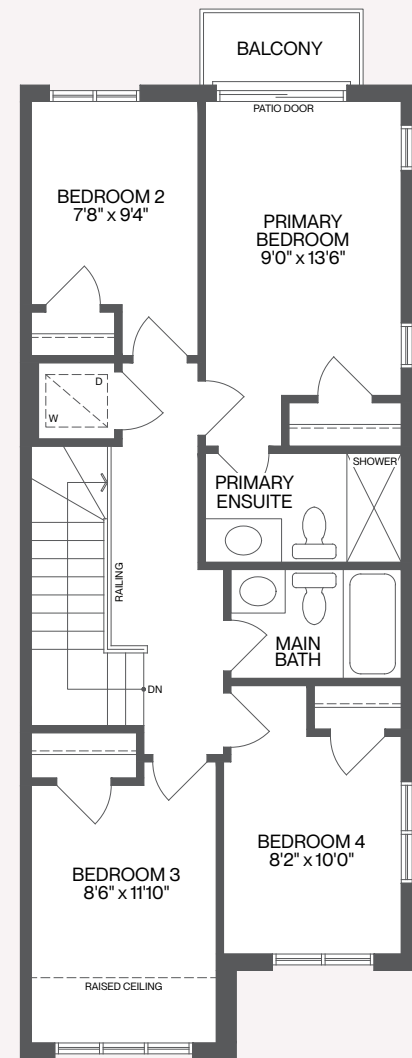 BALCONY
PATIO DOOR
BEDROOM 2
7'8" x 9'4"
PRIMARY
BEDROOM
9'0" x 13'6"
D
W
SHOWER
PRIMARY
ENSUITE
RAILING
MAIN
BATH
DN
BEDROOM 4
8'2" x 10'0"
BEDROOM 3
8'6" x 11'10"
RAISED CEILING